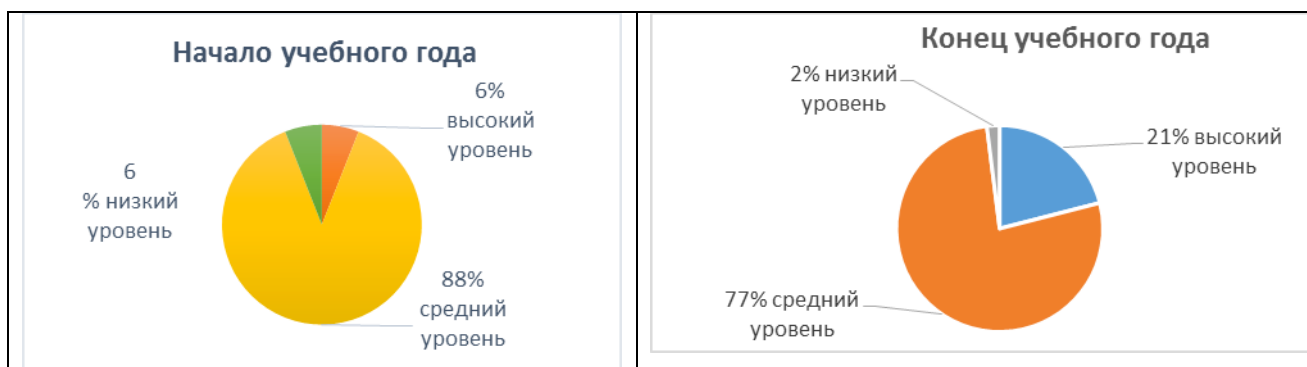 Начало учебного года
6%
высокий
уровень
6
% низкий
уровень
88%
средний
уровень
Конец учебного года
2% низкий
уровень
21% высокий
уровень
77% средний
уровень